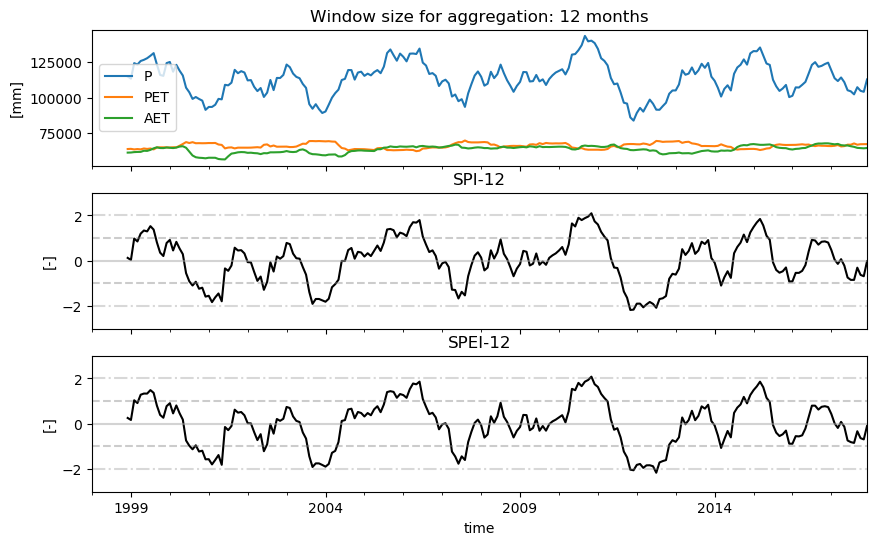 Window size for aggregation: 12 months
125000
100000
75000
[mm]
P
PET
AET
SPI-12
2
0
−2
[-]
SPEI-12
2
0
−2
[-]
1999 2004 2009 2014
time